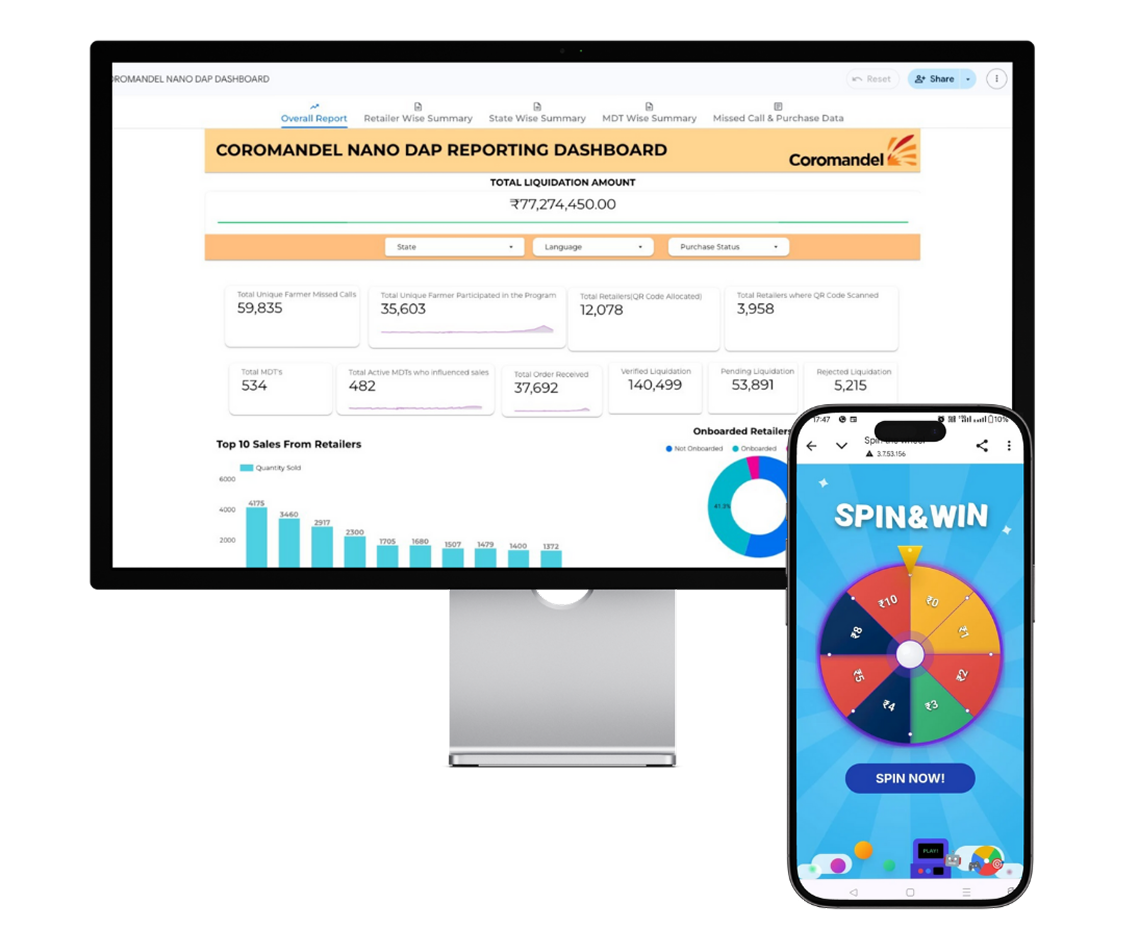 OROMANDEL NANO DAP DASHBOARD
Reset
Share
Overall Report
Retailer Wise Summary
State Wise Summary
MDT Wise Summary
Missed Call & Purchase Data
COROMANDEL NANO DAP REPORTING DASHBOARD
Coromandel
TOTAL LIQUIDATION AMOUNT
₹77,274,450.00
State
Language
Purchase Status
Total Unique Farmer Missed Calls
59,835
Total Unique Farmer Participated in the Program
35,603
Total Retailers(QR Code Allocated)
12,078
Total Retailers where QR Code Scanned
3,958
Total MDT's
534
Total Active MDTs who influenced sales
482
Total Order Received
37,692
Verified Liquidation
140,499
Pending Liquidation
53,891
Rejected Liquidation
5,215
Top 10 Sales From Retailers
Quantity Sold
6000
4000
2000
4175
3460
2917
2300
1705
1680
1507
1479
1400
1372
Onboarded Retailers
Not Onboarded
Onboarded
41.3%
17:47
10%
3.7.53.156
SPIN&WIN
₹10
₹0
₹1
₹2
₹3
₹4
₹5
₹8
SPIN NOW!
PLAY!